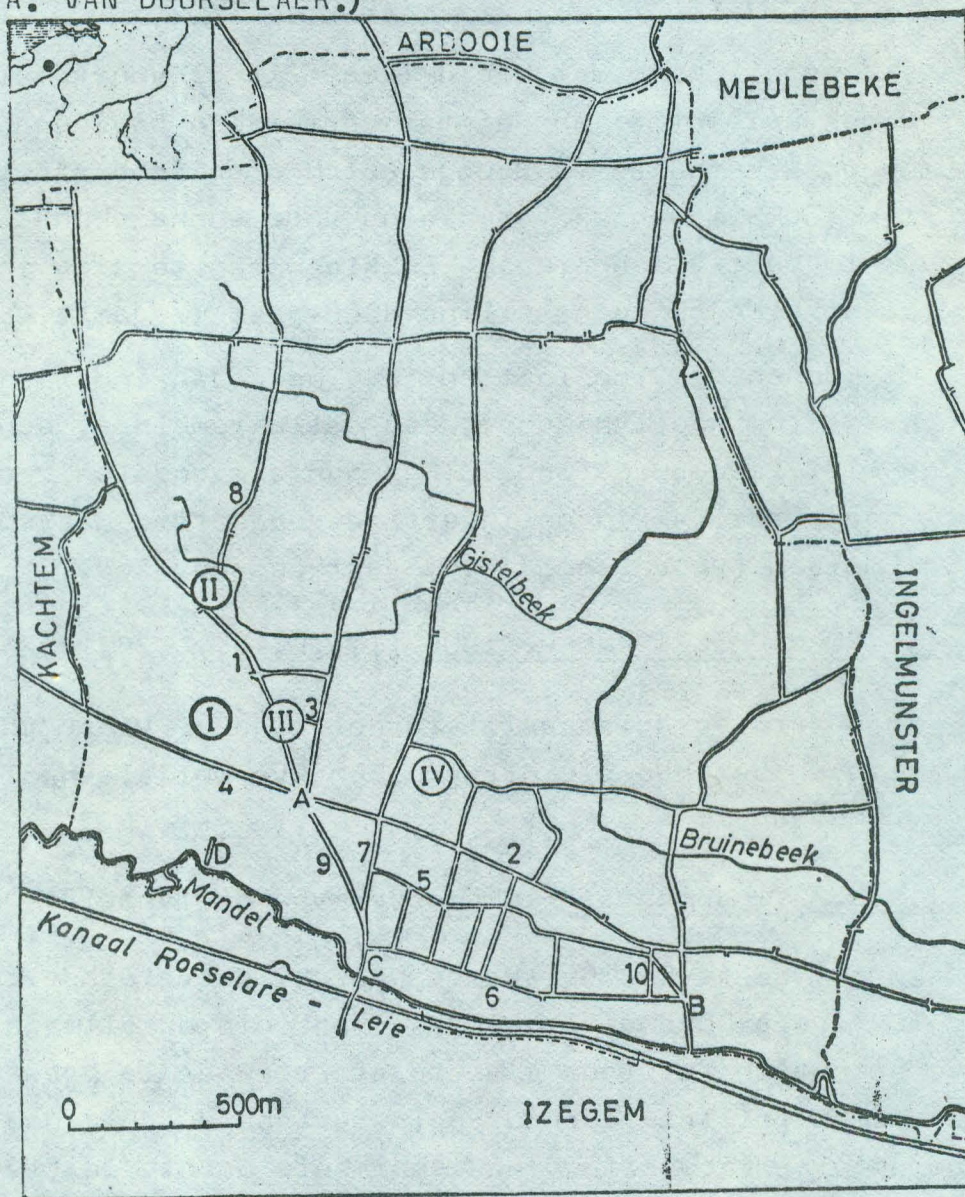 A. VAN DOORSELAER.)
ARDOOIE
MEULEBEKE
8
KACHTEM
II
Gistelbeek
INGELMUNSTER
1
I
III
3
IV
4
A
7
2
9
5
Bruinebeek
D
Mandel
Kanaal Roeselare -
Leie
C
6
10
B
0 500m
IZEGEM
L